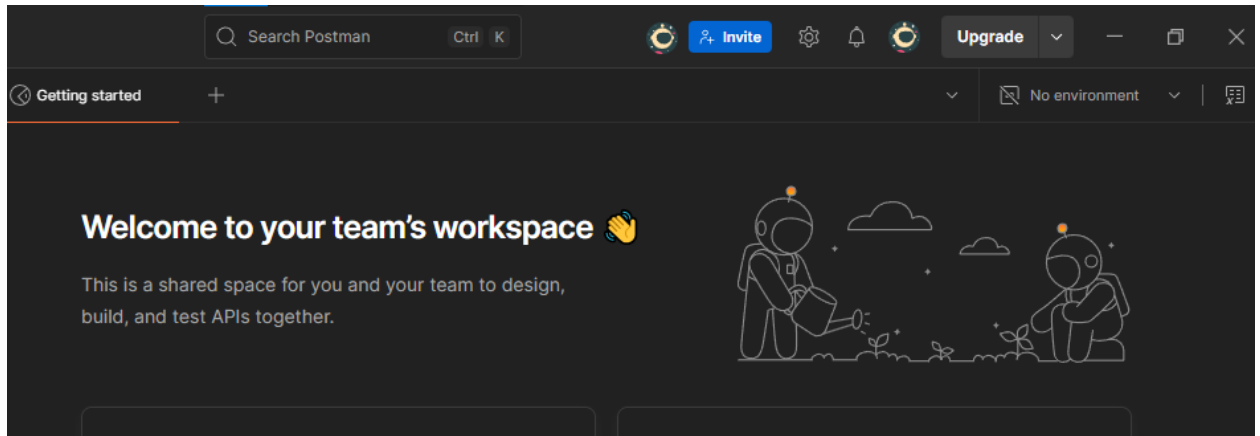 Search Postman Ctrl K Invite Upgrade
Getting started No environment
Welcome to your team’s workspace 👋
This is a shared space for you and your team to design,
build, and test APIs together.